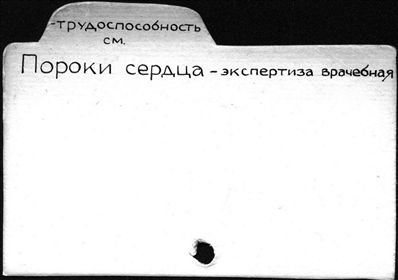 -трудоспособность
см.
Пороки сердца - экспертиза врачебная